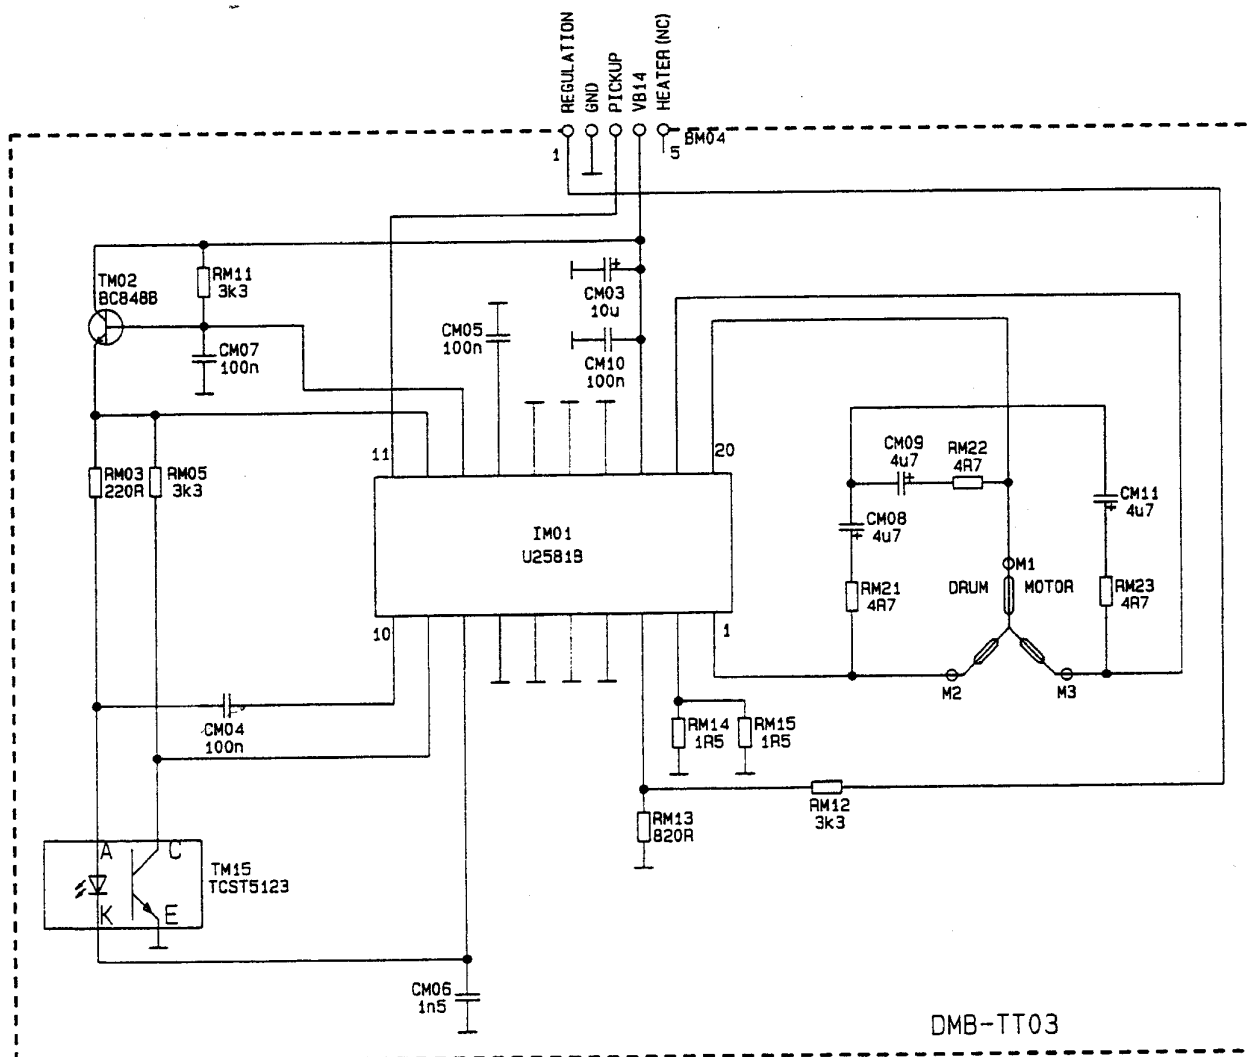 REGULATION
GND
PICKUP
VB14
HEATER (NC)
1
5
BM04
TM02
BC848B
RM11
3k3
CM03
10u
CM05
100n
CM07
100n
CM10
100n
11
20
CM09
4u7
RM22
4R7
RM03
220R
RM05
3k3
CM11
4u7
CM08
4u7
IM01
U2581B
M1
RM21
4R7
DRUM
MOTOR
RM23
4R7
10
1
M2
M3
CM04
100n
RM14
1R5
RM15
1R5
RM12
3k3
RM13
820R
A
C
TM15
TCST5123
K
E
CM06
1n5
DMB-TT03